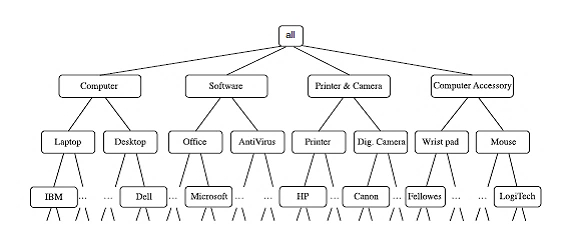 all
Computer Software Printer & Camera Computer Accessory
Laptop Desktop Office AntiVirus Printer Dig. Camera Wrist pad Mouse
IBM ... ... Dell ... Microsoft ... ... HP ... Canon ... Fellowes ... ... LogiTech